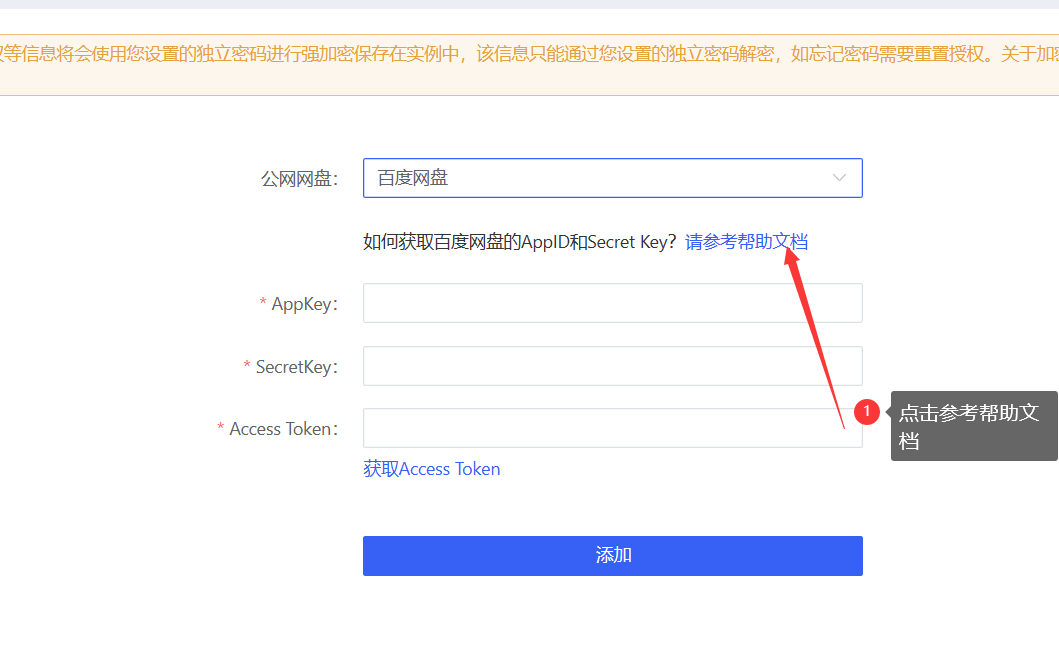 等信息将会使用您设置的独立密码进行强加密保存在实例中，该信息只能通过您设置的独立密码解密，如忘记密码需要重置授权。关于加
公网网盘：
百度网盘
如何获取百度网盘的AppID和Secret Key？请参考帮助文档
* AppKey：
* SecretKey：
1
点击参考帮助文
档
* Access Token：
获取Access Token
添加